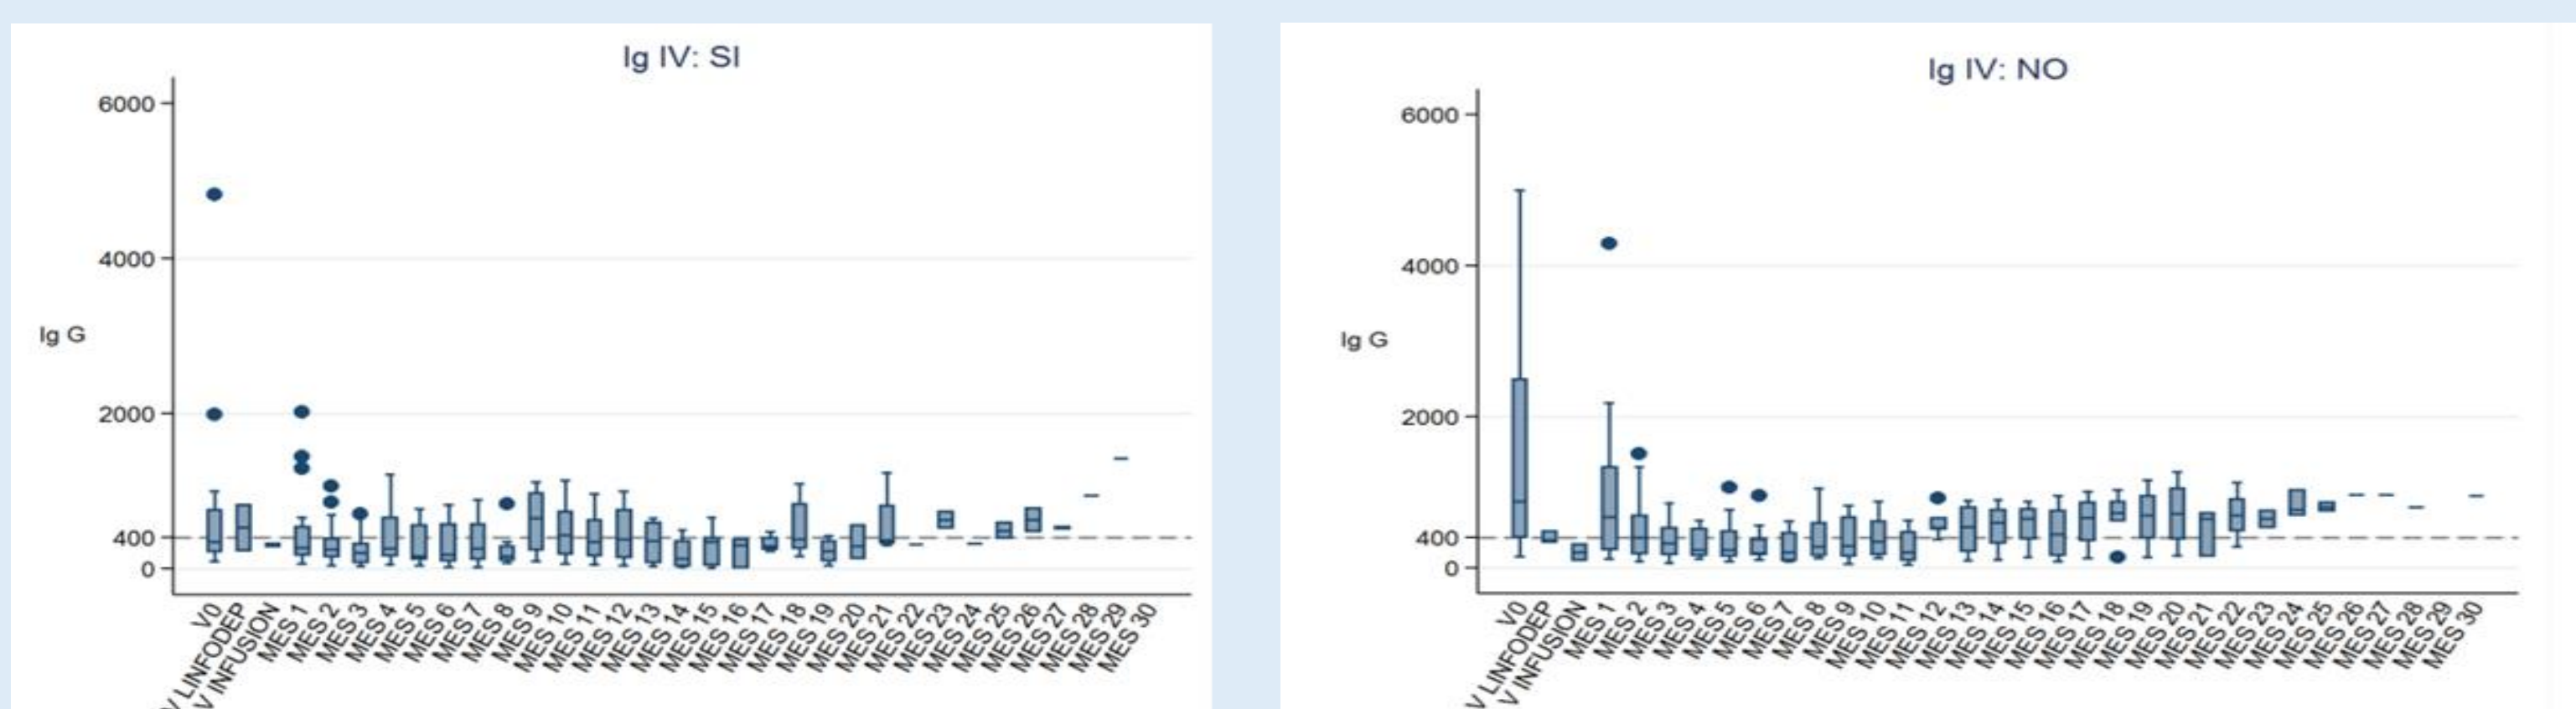 Ig IV: SI
6000
4000
Ig G
2000
400
0
V0
V LINFODEP
V INFUSION
MES 1
MES 2
MES 3
MES 4
MES 5
MES 6
MES 7
MES 8
MES 9
MES 10
MES 11
MES 12
MES 13
MES 14
MES 15
MES 16
MES 17
MES 18
MES 19
MES 20
MES 21
MES 22
MES 23
MES 24
MES 25
MES 26
MES 27
MES 28
MES 29
MES 30
Ig IV: NO
6000
4000
Ig G
2000
400
0
V0
V LINFODEP
V INFUSION
MES 1
MES 2
MES 3
MES 4
MES 5
MES 6
MES 7
MES 8
MES 9
MES 10
MES 11
MES 12
MES 13
MES 14
MES 15
MES 16
MES 17
MES 18
MES 19
MES 20
MES 21
MES 22
MES 23
MES 24
MES 25
MES 26
MES 27
MES 28
MES 29
MES 30